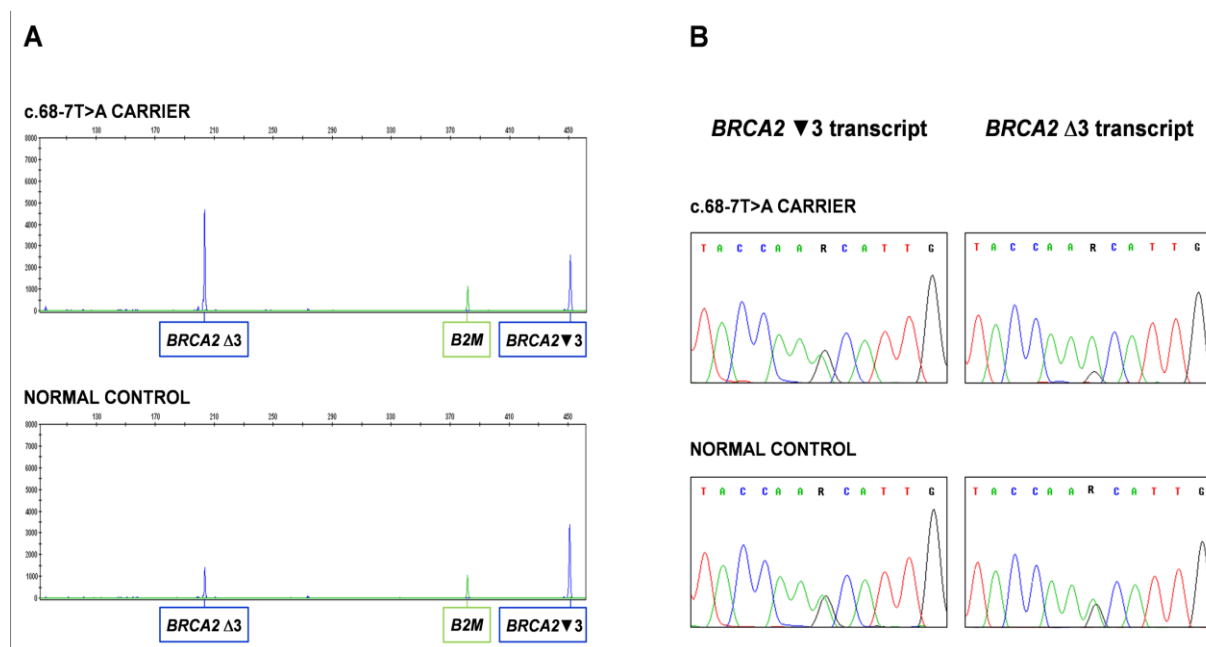 A
c.68-7T>A CARRIER
130 170 210 250 290 330 370 410 450
8000
7000
6000
5000
4000
3000
2000
1000
0
BRCA2 Δ3
B2M
BRCA2▼3
NORMAL CONTROL
130 170 210 250 290 330 370 410 450
8000
7000
6000
5000
4000
3000
2000
1000
0
BRCA2 Δ3
B2M
BRCA2▼3
B
BRCA2 ▼3 transcript
BRCA2 Δ3 transcript
c.68-7T>A CARRIER
T A C C A A R C A T T G
T A C C A A R C A T T G
NORMAL CONTROL
T A C C A A R C A T T G
T A C C A A R C A T T G